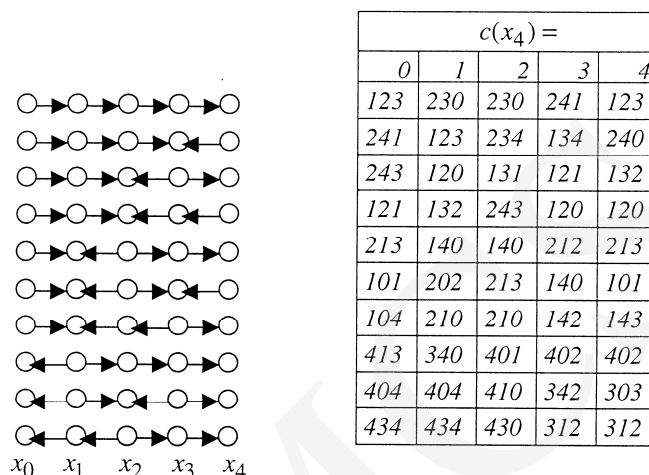 c(x4) =
0 1 2 3 4
123 230 230 241 123
241 123 234 134 240
243 120 131 121 132
121 132 243 120 120
213 140 140 212 213
101 202 213 140 101
104 210 210 142 143
413 340 401 402 402
404 404 410 342 303
434 434 430 312 312
x0 x1 x2 x3 x4